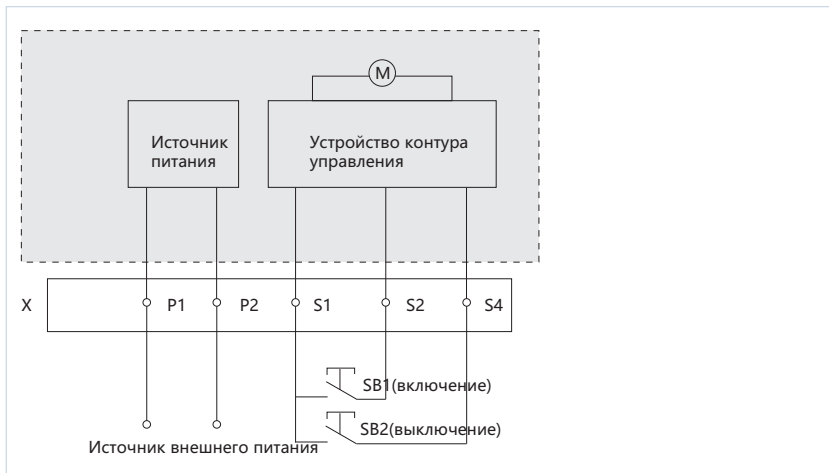 M
Источник
питания
Устройство контура
управления
X P1 P2 S1 S2 S4
SB1(включение)
SB2(выключение)
Источник внешнего питания